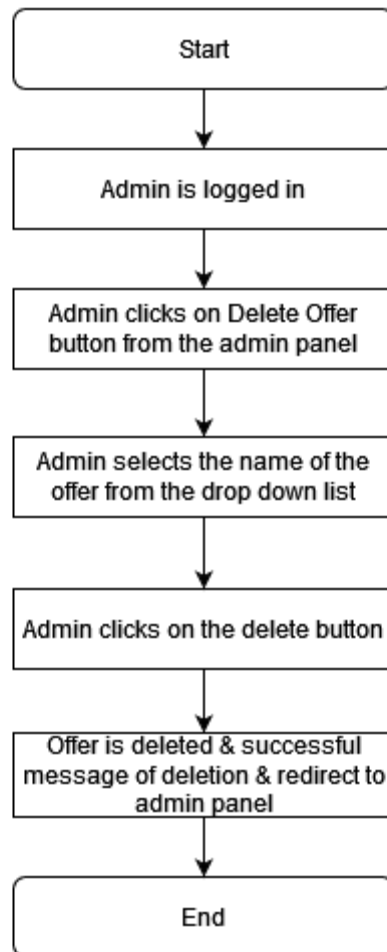 Start
Admin is logged in
Admin clicks on Delete Offer
button from the admin panel
Admin selects the name of the
offer from the drop down list
Admin clicks on the delete button
Offer is deleted & successful
message of deletion & redirect to
admin panel
End